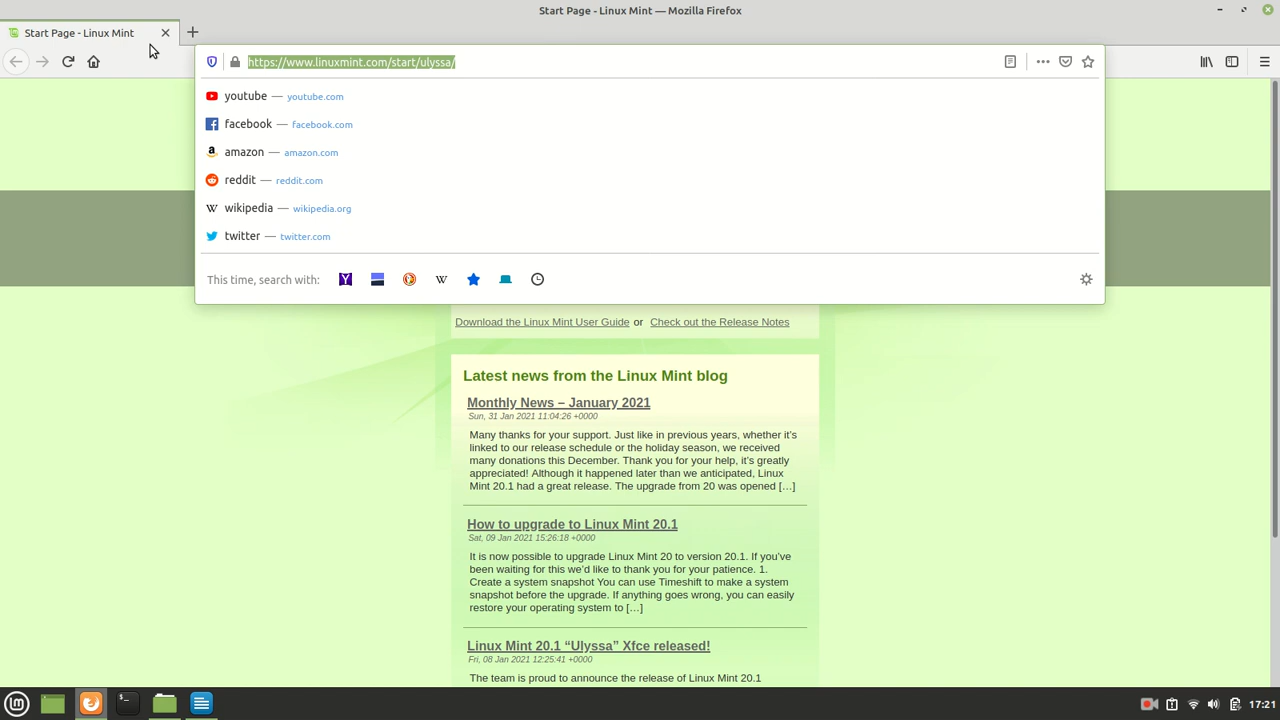 Start Page - Linux Mint — Mozilla Firefox
Start Page - Linux Mint
https://www.linuxmint.com/start/ulyssa/
youtube — youtube.com
facebook — facebook.com
amazon — amazon.com
reddit — reddit.com
wikipedia — wikipedia.org
twitter — twitter.com
This time, search with:
Download the Linux Mint User Guide or Check out the Release Notes
Latest news from the Linux Mint blog
Monthly News – January 2021
Sun, 31 Jan 2021 11:04:26 +0000
Many thanks for your support. Just like in previous years, whether it’s
linked to our release schedule or the holiday season, we received
many donations this December. Thank you for your help, it’s greatly
appreciated! Although it happened later than we anticipated, Linux
Mint 20.1 had a great release. The upgrade from 20 was opened […]
How to upgrade to Linux Mint 20.1
Sat, 09 Jan 2021 15:26:18 +0000
It is now possible to upgrade Linux Mint 20 to version 20.1. If you’ve
been waiting for this we’d like to thank you for your patience. 1.
Create a system snapshot You can use Timeshift to make a system
snapshot before the upgrade. If anything goes wrong, you can easily
restore your operating system to […]
Linux Mint 20.1 “Ulyssa” Xfce released!
Fri, 08 Jan 2021 12:25:41 +0000
The team is proud to announce the release of Linux Mint 20.1
17:21